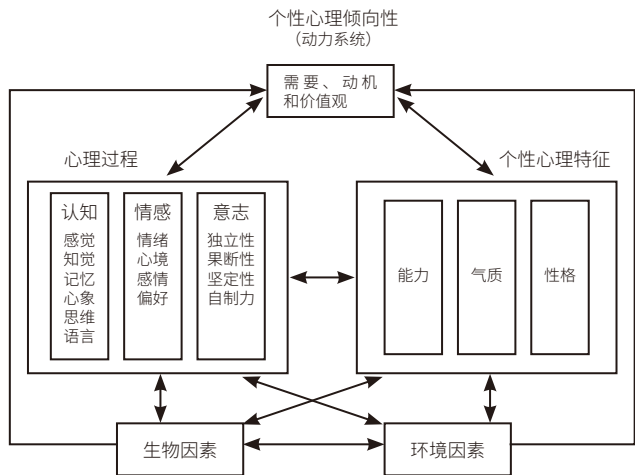 个性心理倾向性
（动力系统）
需要、动机
和价值观
心理过程
个性心理特征
认知
感觉
知觉
记忆
心象
思维
语言
情感
情绪
心境
感情
偏好
意志
独立性
果断性
坚定性
自制力
能力
气质
性格
生物因素
环境因素